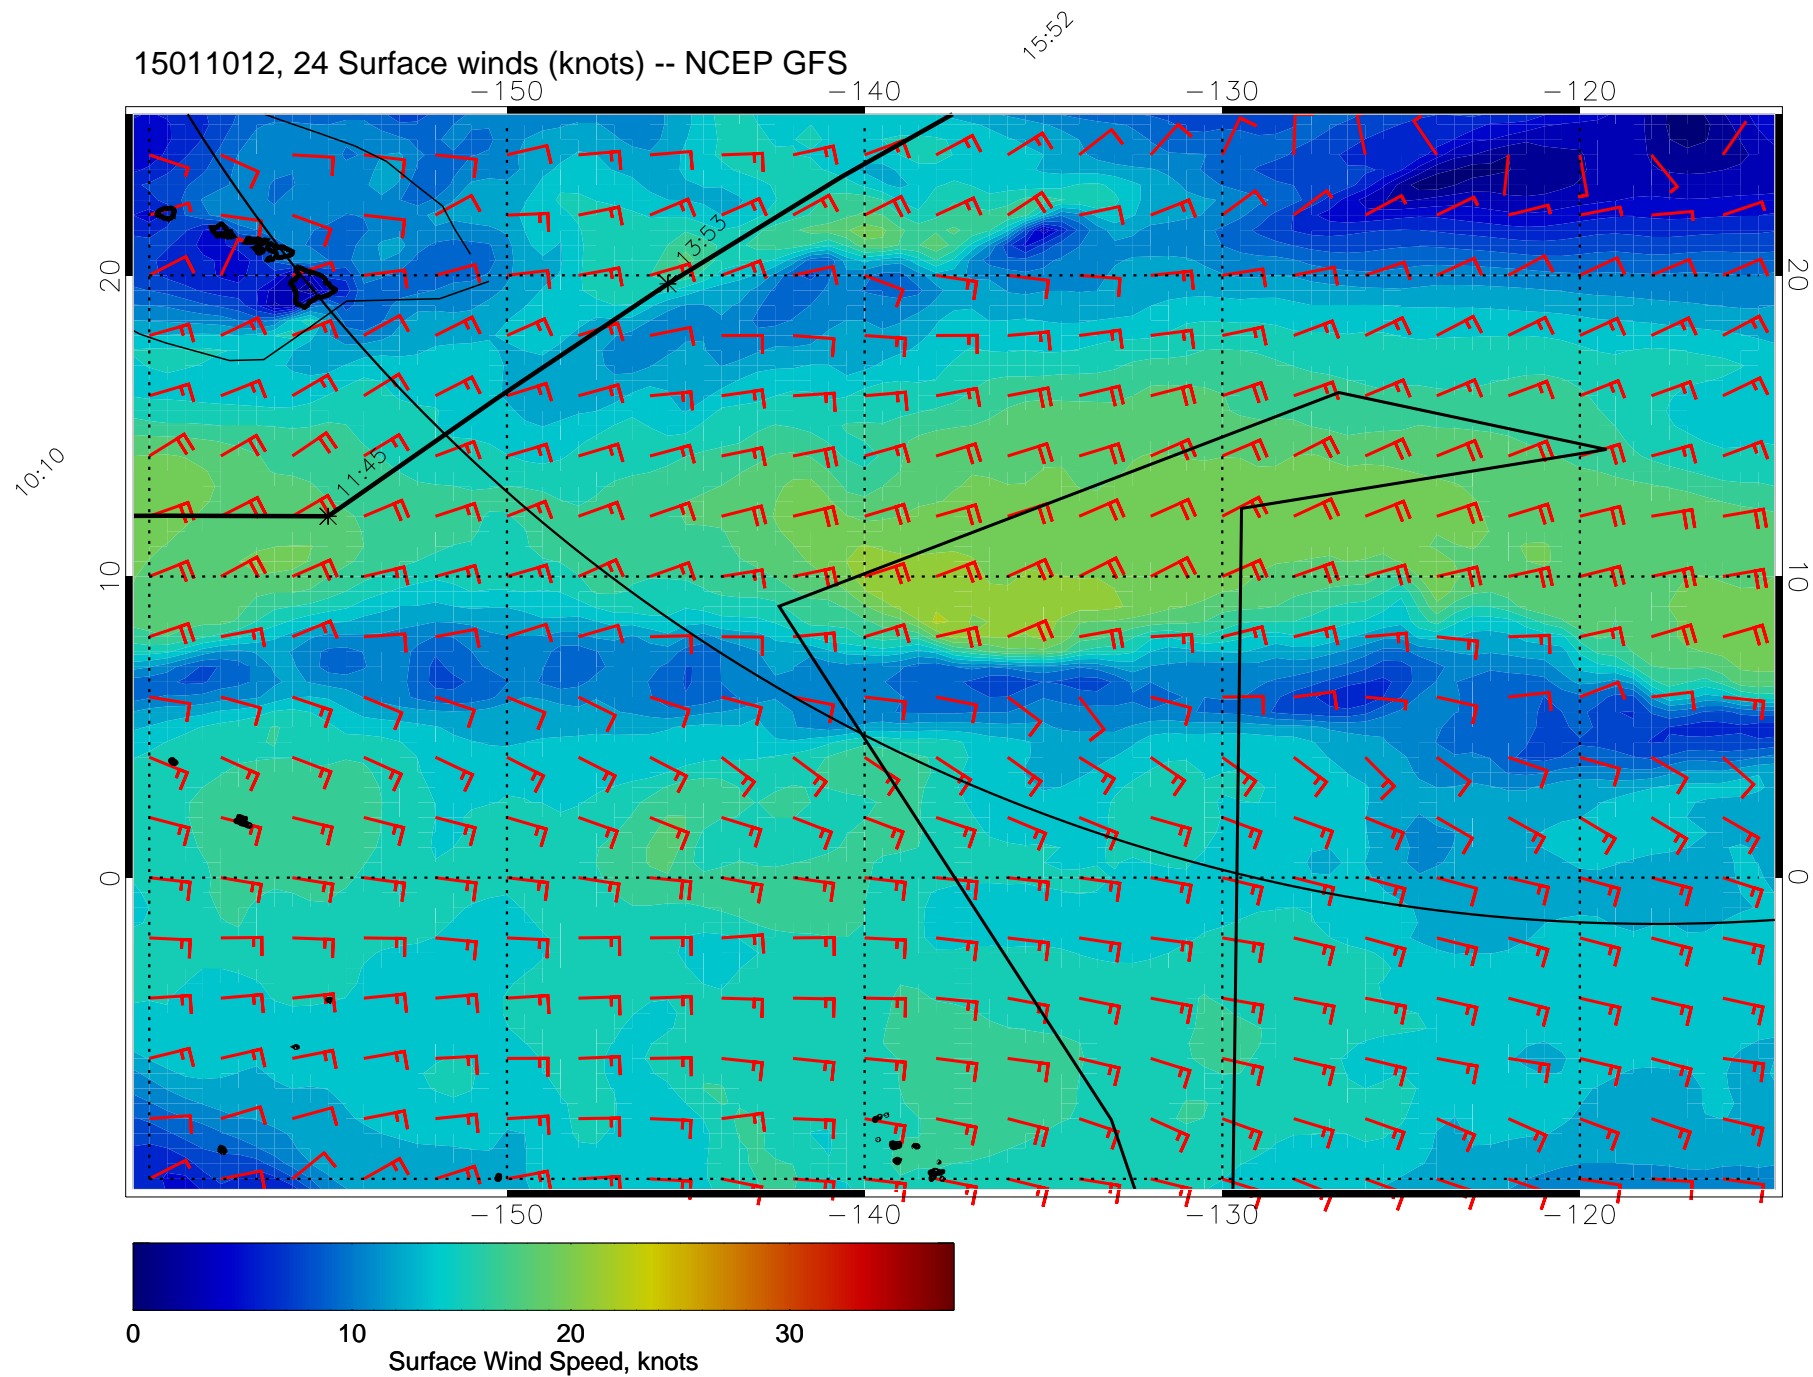 15:52
15011012, 24 Surface winds (knots) -- NCEP GFS
-150 -140 -130 -120
13:53
20 20
11:45
10:10
10 10
0 0
-150 -140 -130 -120
0 10 20 30
Surface Wind Speed, knots